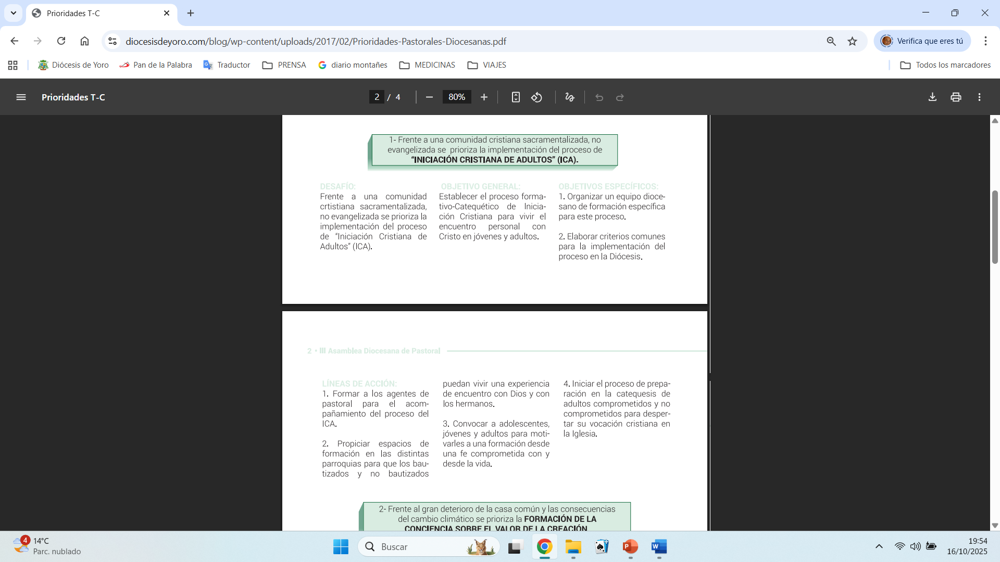 Prioridades T-C
diocesisdeyoro.com/blog/wp-content/uploads/2017/02/Prioridades-Pastorales-Diocesanas.pdf
Verifica que eres tú
Diócesis de Yoro
Pan de la Palabra
Traductor
PRENSA
diario montañes
MEDICINAS
VIAJES
Todos los marcadores
Prioridades T-C
2 / 4
80%
1- Frente a una comunidad cristiana sacramentalizada, no
evangelizada se prioriza la implementación del proceso de
“INICIACIÓN CRISTIANA DE ADULTOS” (ICA).
DESAFÍO:
Frente a una comunidad
crtistiana sacramentalizada,
no evangelizada se prioriza la
implementación del proceso
de “Iniciación Cristiana de
Adultos” (ICA).
OBJETIVO GENERAL:
Establecer el proceso forma-
tivo-Catequético de Inicia-
ción Cristiana para vivir el
encuentro personal con
Cristo en jóvenes y adultos.
OBJETIVOS ESPECÍFICOS:
1. Organizar un equipo dioce-
sano de formación específica
para este proceso.
2. Elaborar criterios comunes
para la implementación del
proceso en la Diócesis.
2 • III Asamblea Diocesana de Pastoral
LÍNEAS DE ACCIÓN:
1. Formar a los agentes de
pastoral para el acom-
pañamiento del proceso del
ICA.
2. Propiciar espacios de
formación en las distintas
parroquias para que los bau-
tizados y no bautizados
puedan vivir una experiencia
de encuentro con Dios y con
los hermanos.
3. Convocar a adolescentes,
jóvenes y adultos para moti-
varles a una formación desde
una fe comprometida con y
desde la vida.
4. Iniciar el proceso de prepa-
ración en la catequesis de
adultos comprometidos y no
comprometidos para desper-
tar su vocación cristiana en
la Iglesia.
2- Frente al gran deterioro de la casa común y las consecuencias
del cambio climático se prioriza la FORMACIÓN DE LA
CONCIENCIA SOBRE EL VALOR DE LA CREACIÓN
4
14°C
Parc. nublado
Buscar
19:54
16/10/2025